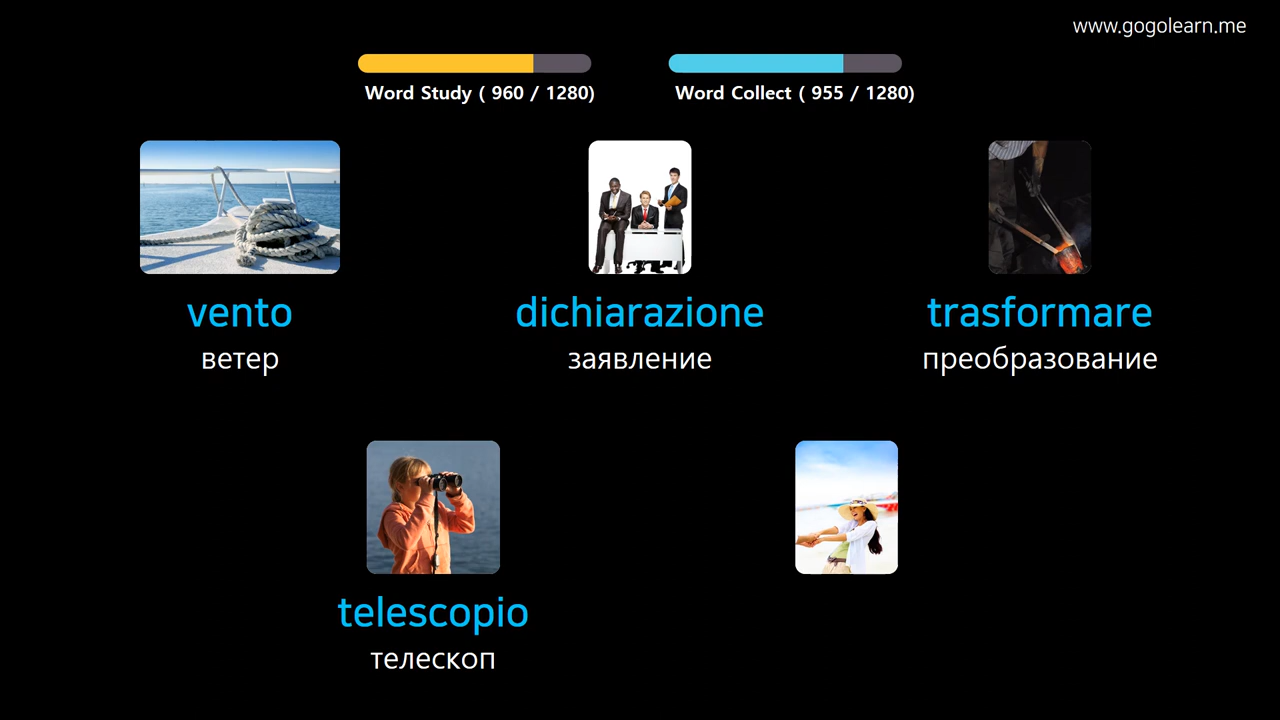 www.gogolearn.me
Word Study ( 960 / 1280)
Word Collect ( 955 / 1280)
vento
ветер
dichiarazione
заявление
trasformare
преобразование
telescopio
телескоп